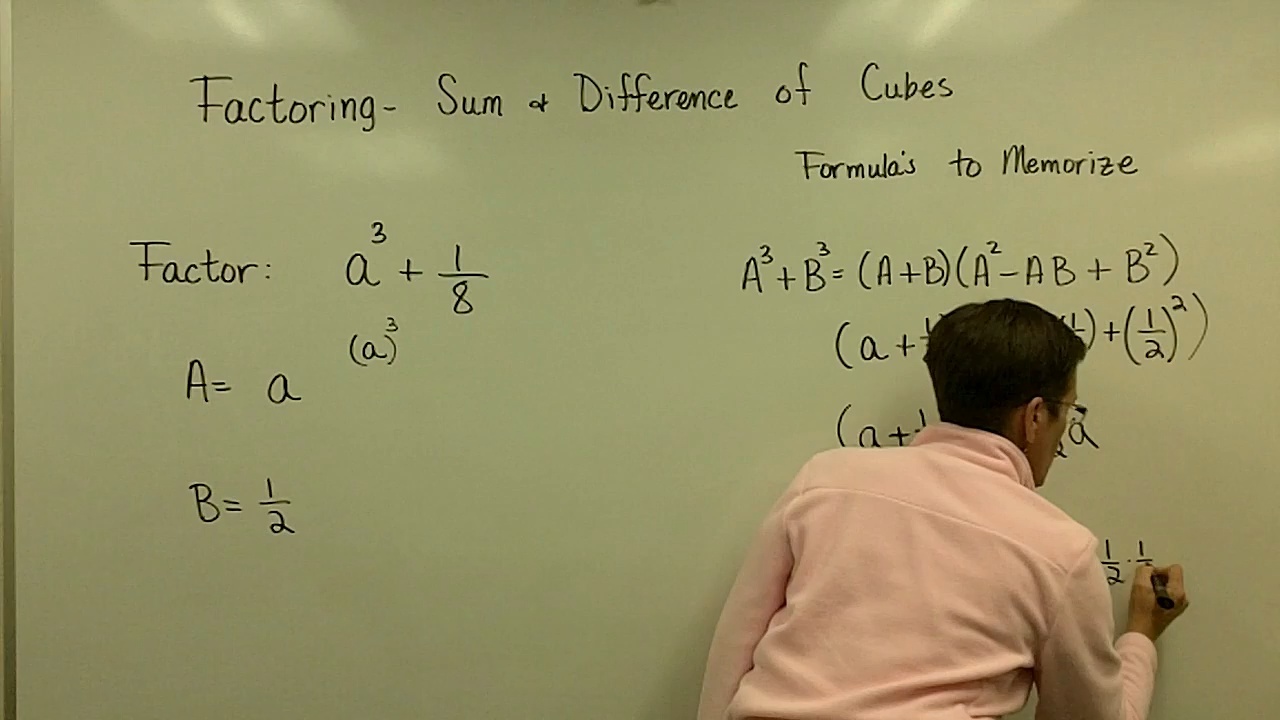 Factoring- Sum & Difference of Cubes
Formula's to Memorize
Factor: a³ + 1/8
A³ + B³ = (A+B)(A² - AB + B²)
(a)³
(a + 1/) + (1/2)²)
A = a
(a + a
B = 1/2
1/2 · 1